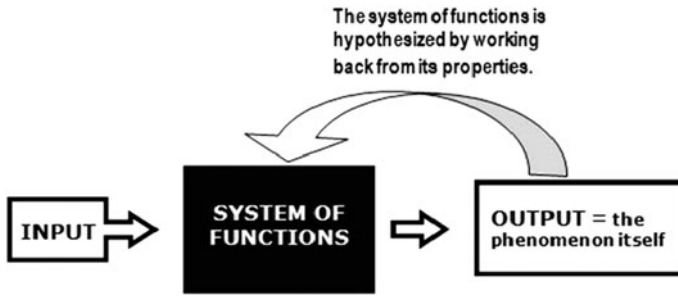 The system of functions is
hypothesized by working
back from its properties.
INPUT
SYSTEM OF
FUNCTIONS
OUTPUT = the
phenomenon itself